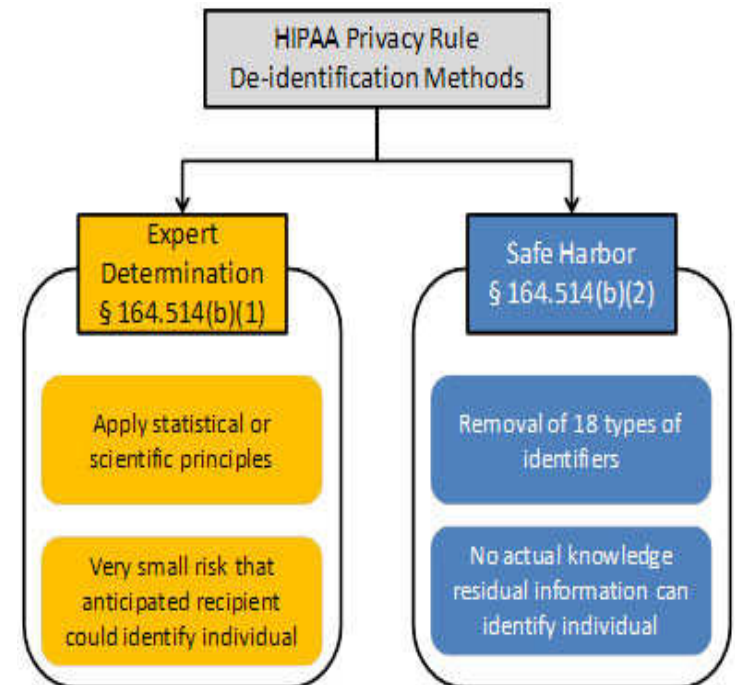 HIPAA Privacy Rule
De-identification Methods
Expert
Determination
§ 164.514(b)(1)
Apply statistical or
scientific principles
Very small risk that
anticipated recipient
could identify individual
Safe Harbor
§ 164.514(b)(2)
Removal of 18 types of
identifiers
No actual knowledge
residual information can
identify individual